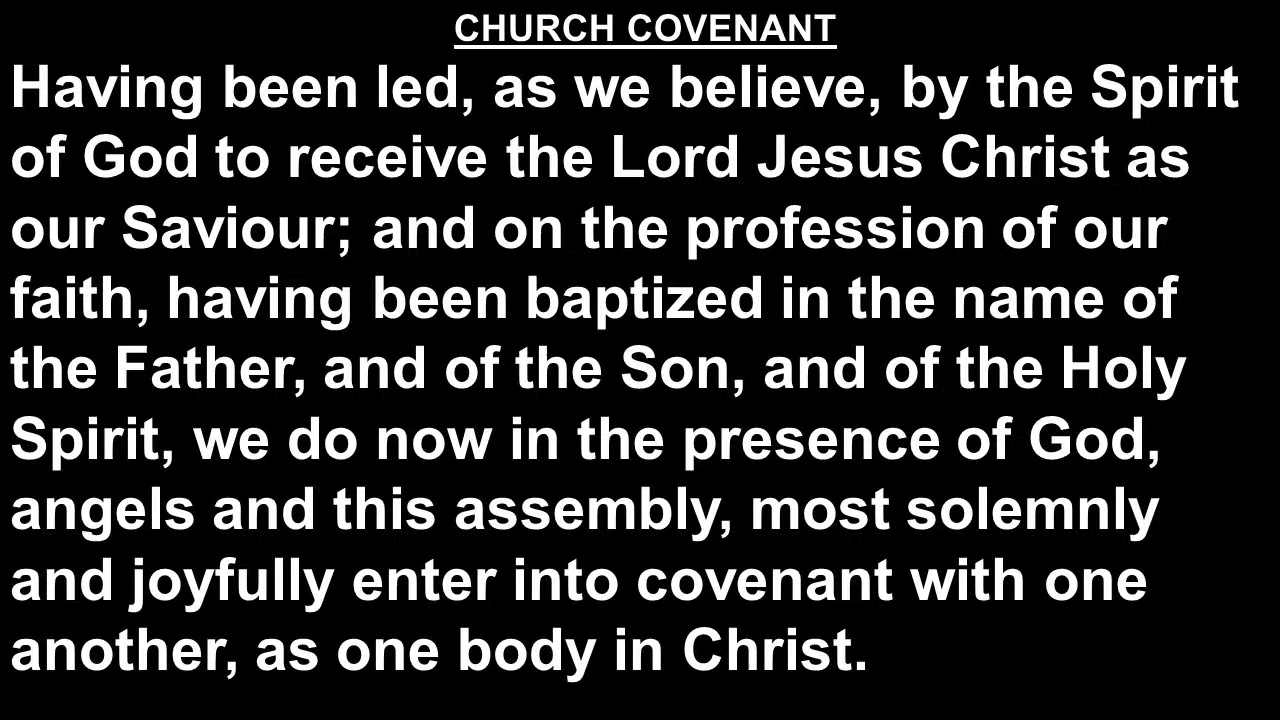 CHURCH COVENANT
Having been led, as we believe, by the Spirit
of God to receive the Lord Jesus Christ as
our Saviour; and on the profession of our
faith, having been baptized in the name of
the Father, and of the Son, and of the Holy
Spirit, we do now in the presence of God,
angels and this assembly, most solemnly
and joyfully enter into covenant with one
another, as one body in Christ.